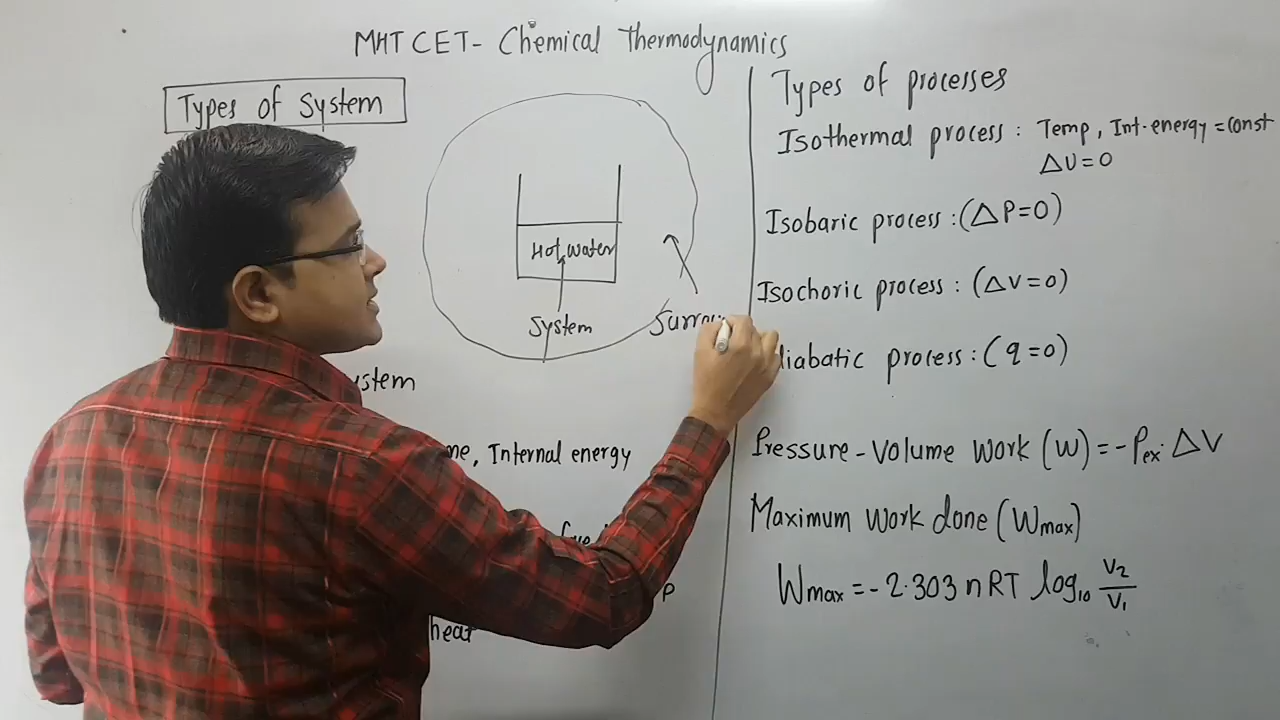 MHT CET - Chemical Thermodynamics
Types of System
Hot water
System
ystem
me, Internal energy
P
heat
Types of processes
Isothermal process : Temp, Int. energy = const
ΔU = 0
Isobaric process : (ΔP = 0)
Isochoric process : (ΔV = 0)
diabatic process : (q = 0)
Pressure - Volume Work (W) = - Pex. ΔV
Maximum Work done (Wmax)
Wmax = - 2.303 nRT log10 V2/V1